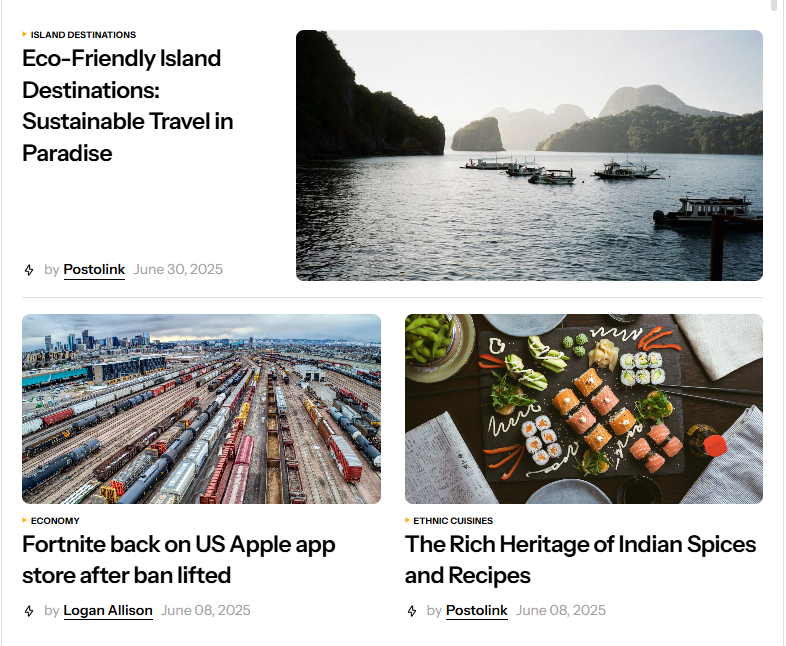 ISLAND DESTINATIONS
Eco-Friendly Island
Destinations:
Sustainable Travel in
Paradise
by Postolink June 30, 2025
ECONOMY
Fortnite back on US Apple app
store after ban lifted
by Logan Allison June 08, 2025
ETHNIC CUISINES
The Rich Heritage of Indian Spices
and Recipes
by Postolink June 08, 2025